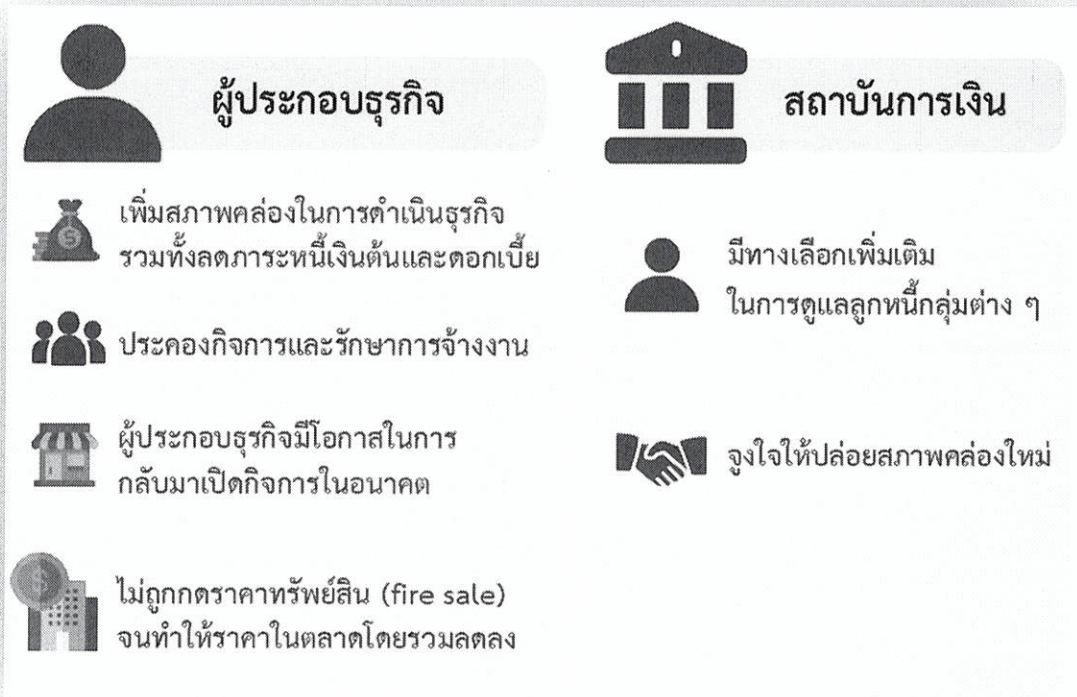 ผู้ประกอบธุรกิจ
เพิ่มสภาพคล่องในการดำเนินธุรกิจ
รวมทั้งลดภาระหนี้เงินต้นและดอกเบี้ย
ประคองกิจการและรักษาการจ้างงาน
ผู้ประกอบธุรกิจมีโอกาสในการ
กลับมาเปิดกิจการในอนาคต
ไม่ถูกกดราคาทรัพย์สิน (fire sale)
จนทำให้ราคาในตลาดโดยรวมลดลง
สถาบันการเงิน
มีทางเลือกเพิ่มเติม
ในการดูแลลูกหนี้กลุ่มต่าง ๆ
จูงใจให้ปล่อยสภาพคล่องใหม่